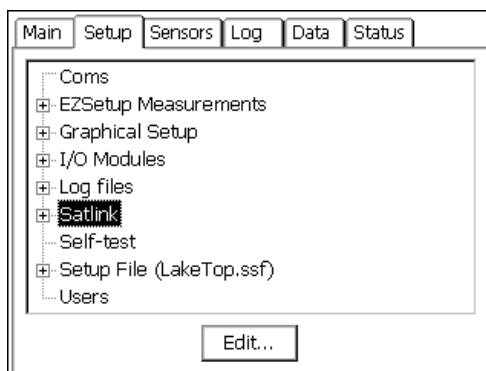 Main Setup Sensors Log Data Status
Coms
EZSetup Measurements
Graphical Setup
I/O Modules
Log files
Satlink
Self-test
Setup File (LakeTop.ssf)
Users
Edit...